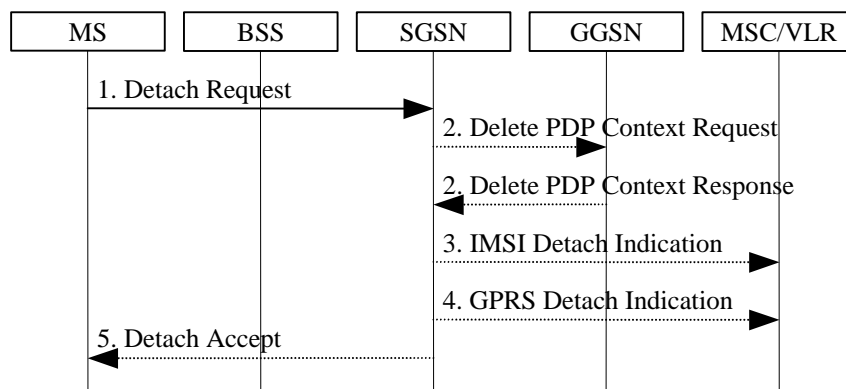 MS BSS SGSN GGSN MSC/VLR
1. Detach Request
2. Delete PDP Context Request
2. Delete PDP Context Response
3. IMSI Detach Indication
4. GPRS Detach Indication
5. Detach Accept